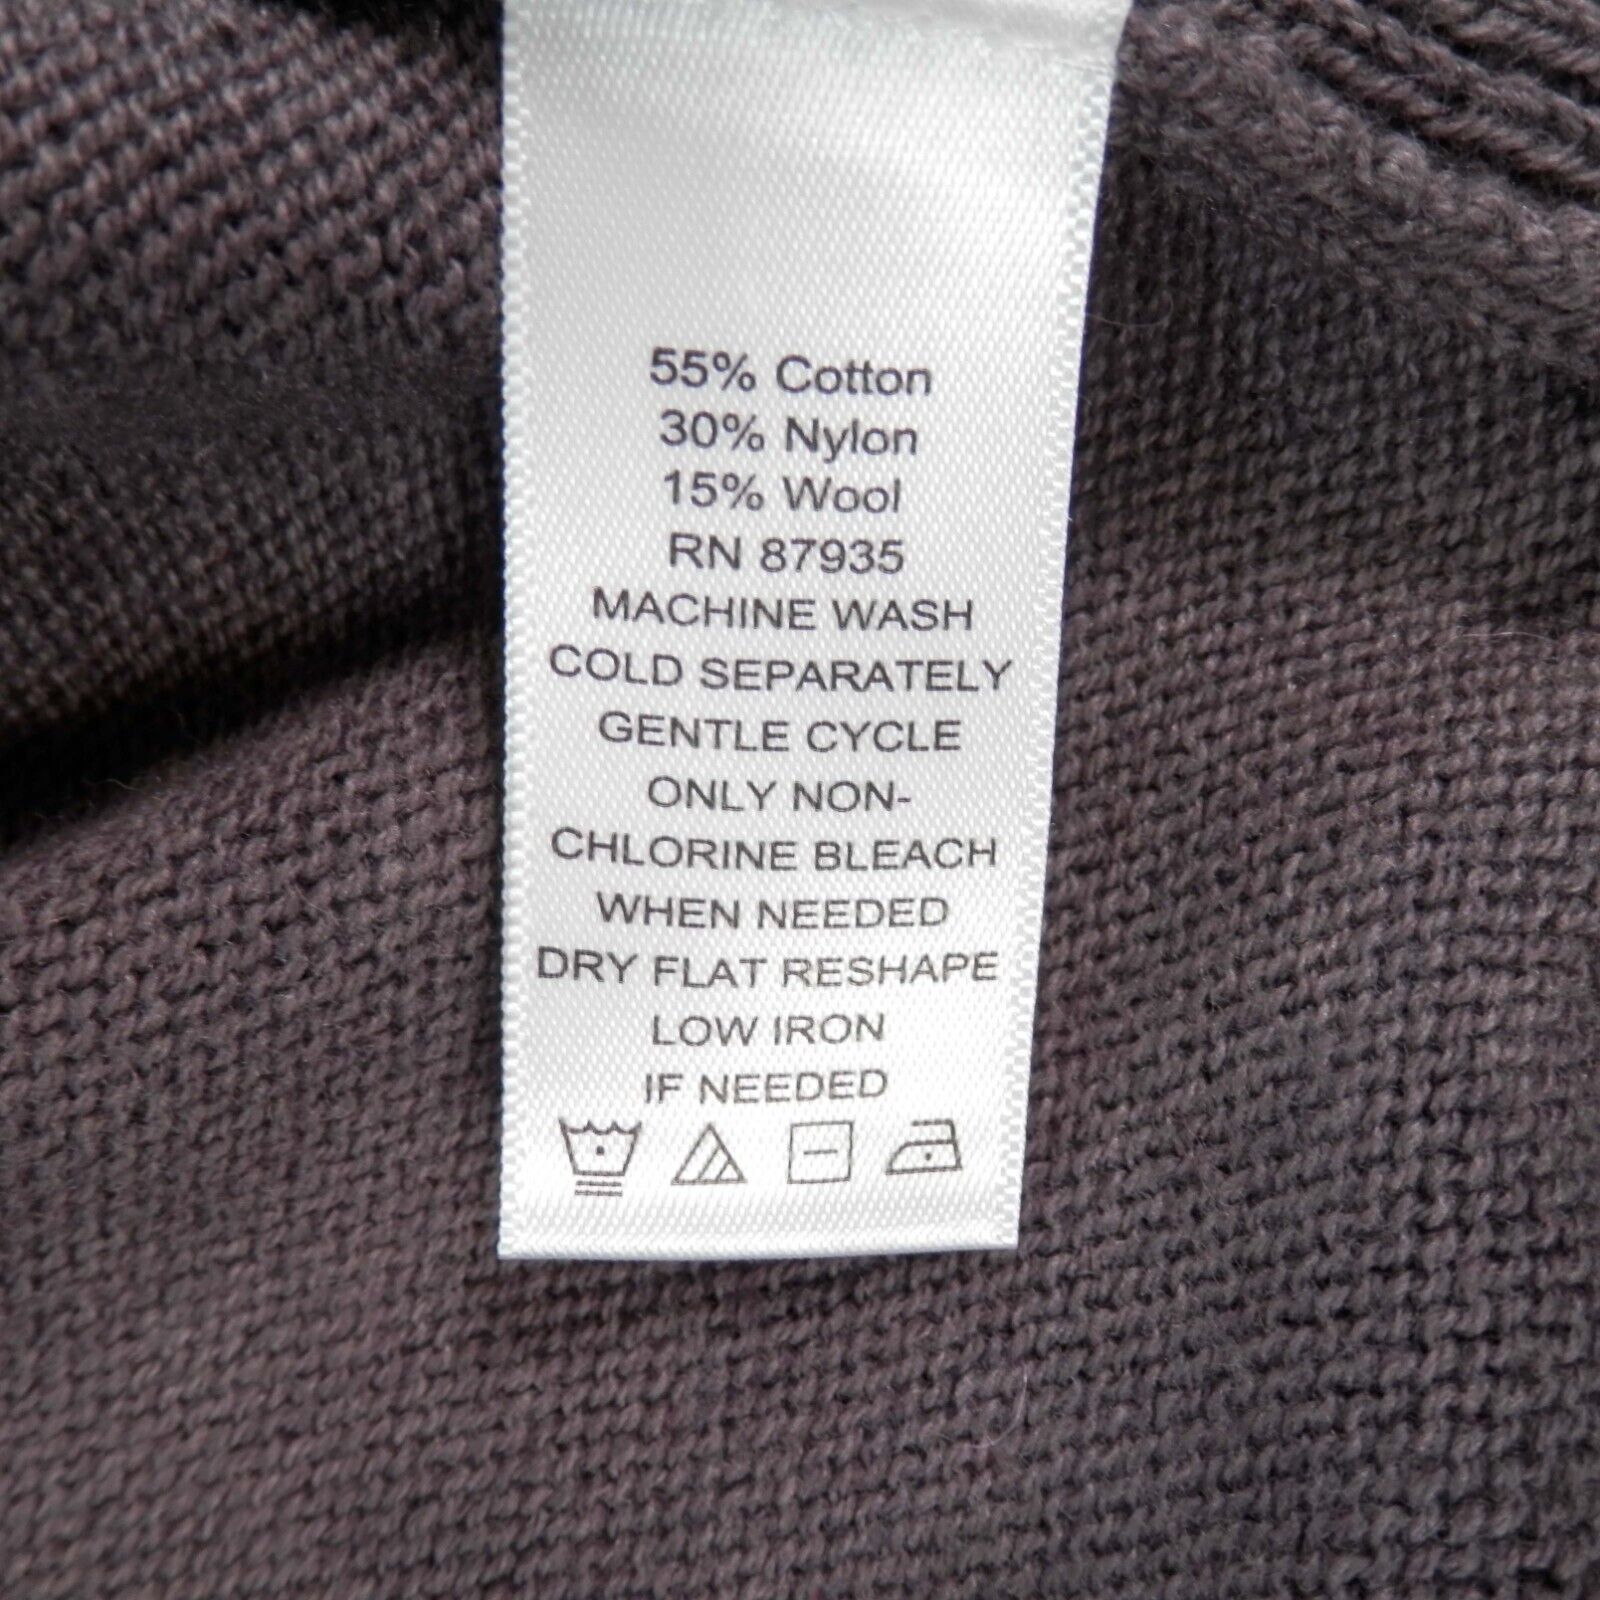 55% Cotton
30% Nylon
15% Wool
RN 87935
MACHINE WASH
COLD SEPARATELY
GENTLE CYCLE
ONLY NON-
CHLORINE BLEACH
WHEN NEEDED
DRY FLAT RESHAPE
LOW IRON
IF NEEDED